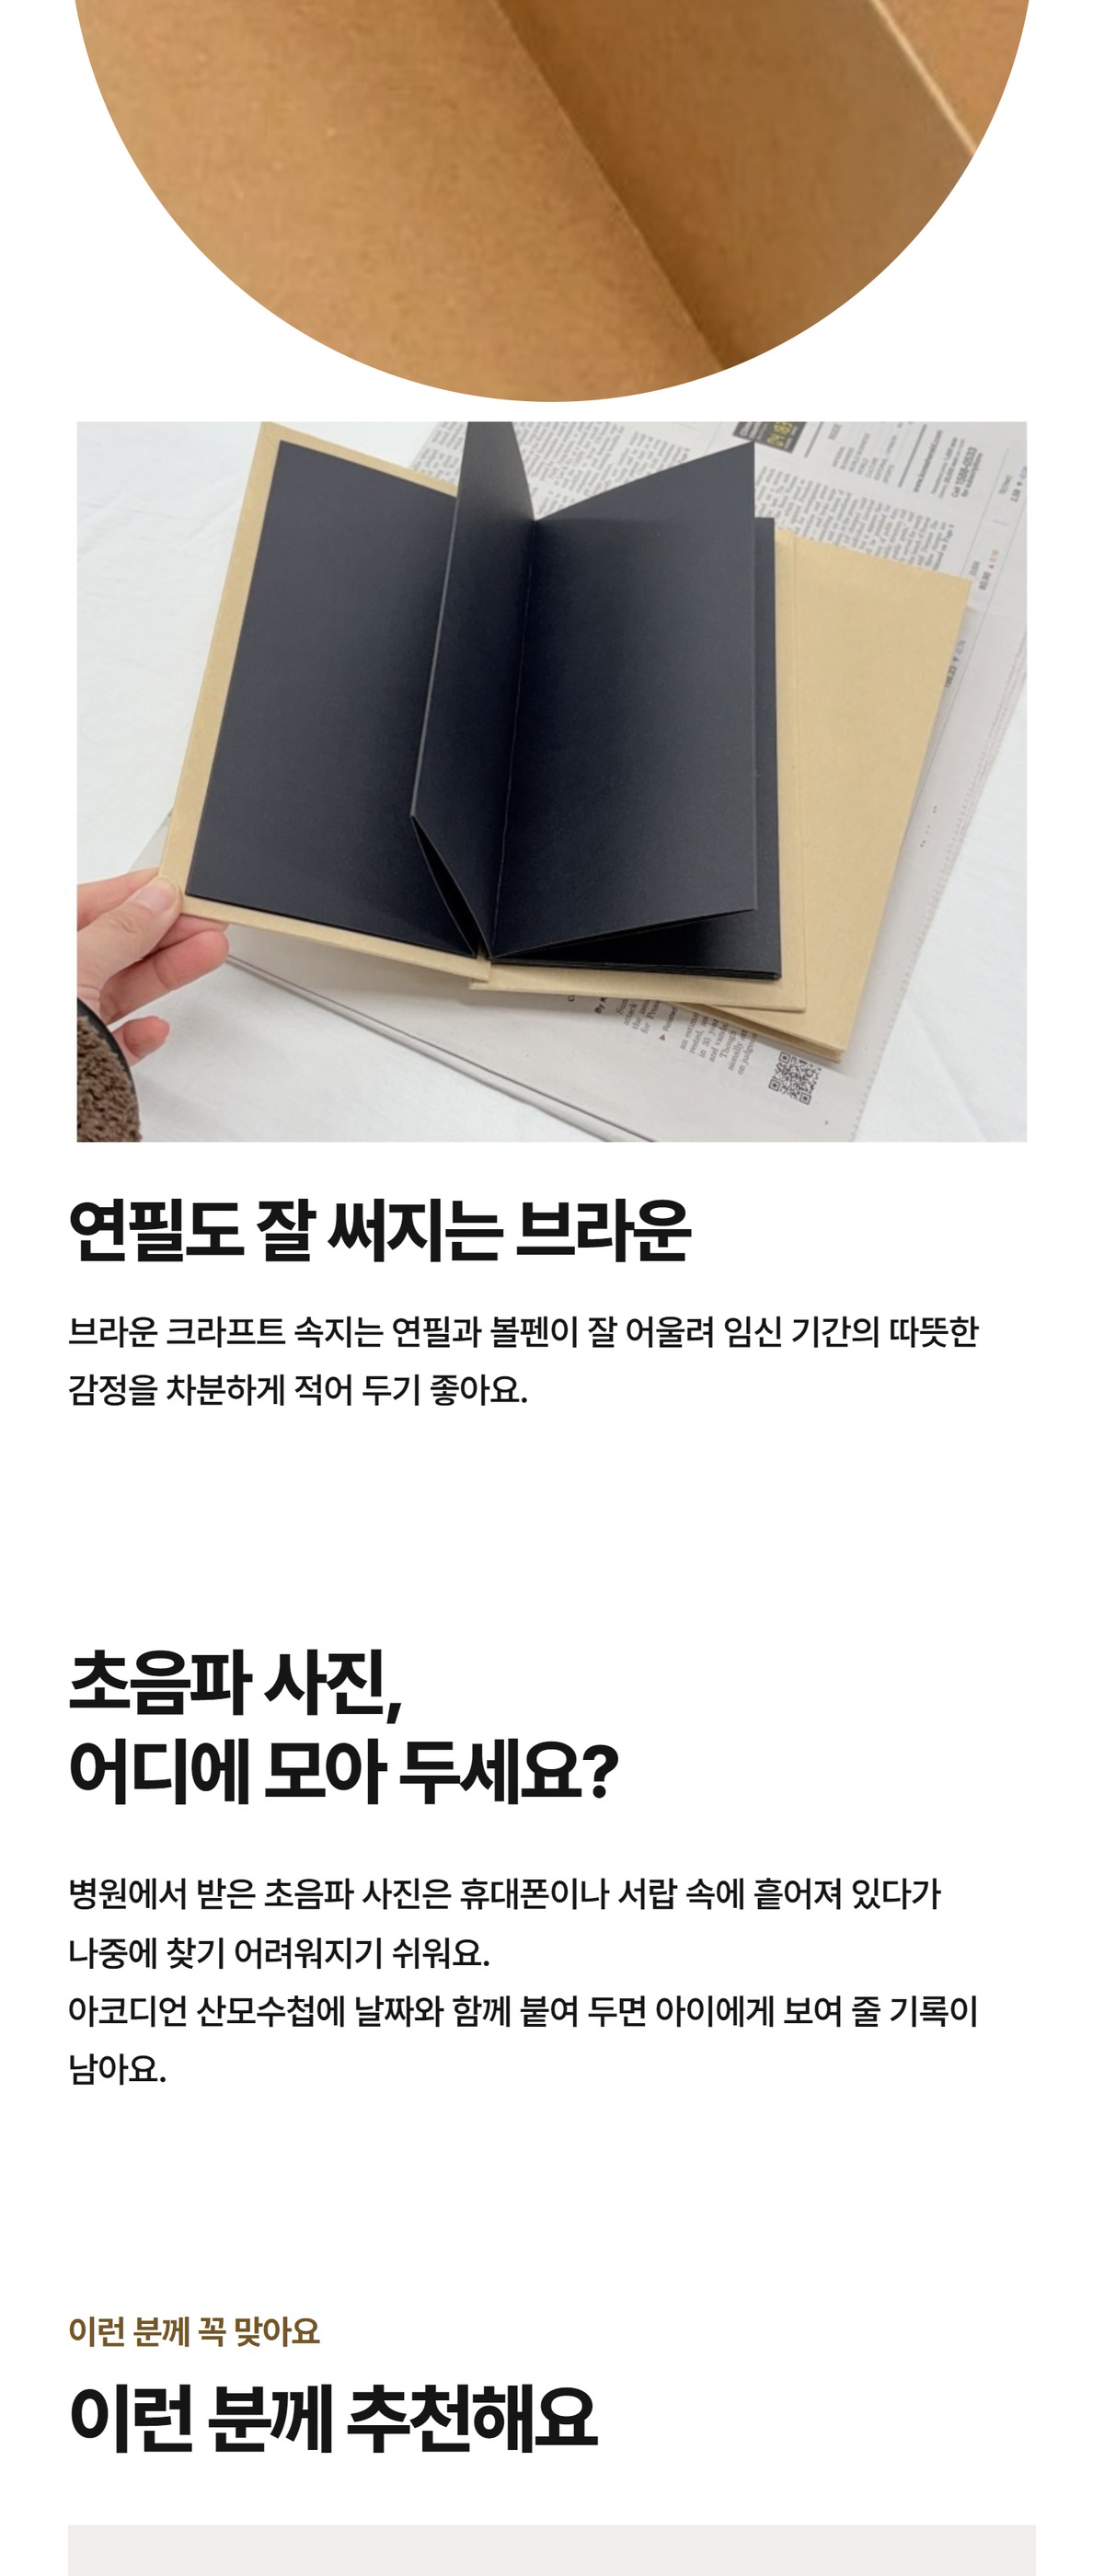 연필도 잘 써지는 브라운
브라운 크라프트 속지는 연필과 볼펜이 잘 어울려 임신 기간의 따뜻한
감정을 차분하게 적어 두기 좋아요.
초음파 사진,
어디에 모아 두세요?
병원에서 받은 초음파 사진은 휴대폰이나 서랍 속에 흩어져 있다가
나중에 찾기 어려워지기 쉬워요.
아코디언 산모수첩에 날짜와 함께 붙여 두면 아이에게 보여 줄 기록이
남아요.
이런 분께 꼭 맞아요
이런 분께 추천해요